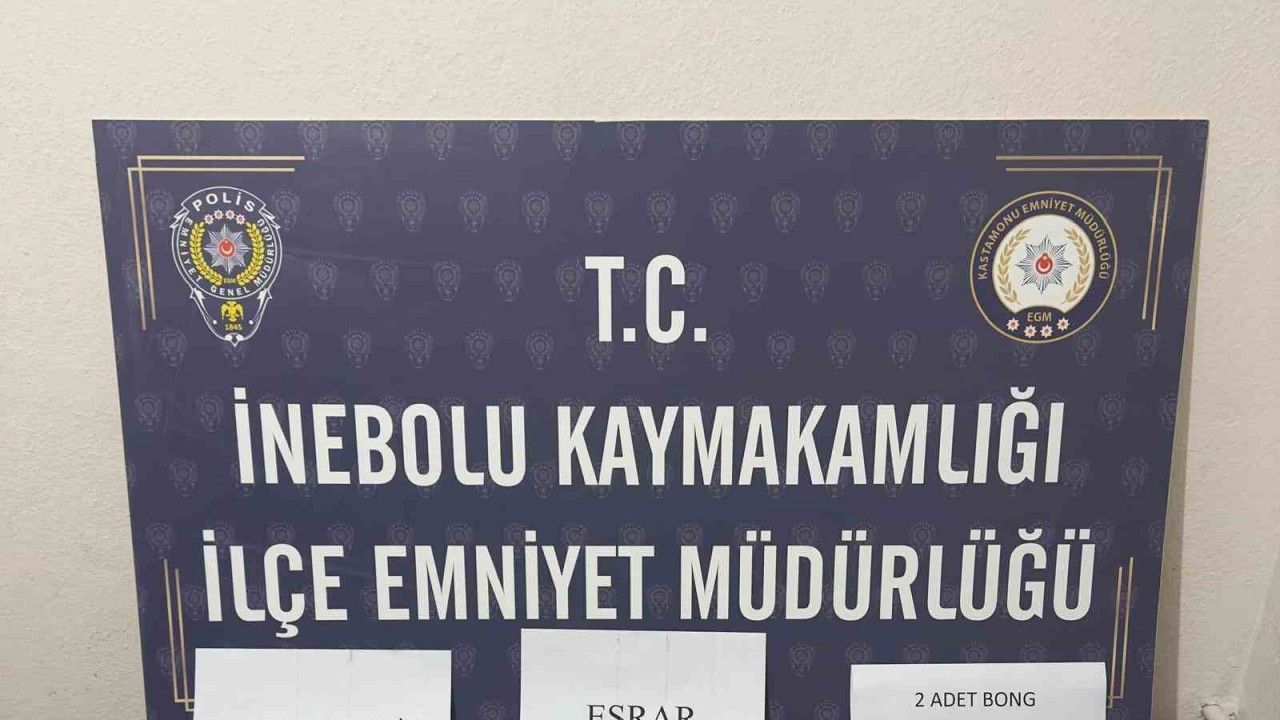 POLİS
EMNİYET GENEL MÜDÜRLÜĞÜ
EGM
1845
KASTAMONU EMNİYET MÜDÜRLÜĞÜ
EGM
T.C.
İNEBOLU KAYMAKAMLIĞI
İLÇE EMNİYET MÜDÜRLÜĞÜ
ESRAR
2 ADET BONG